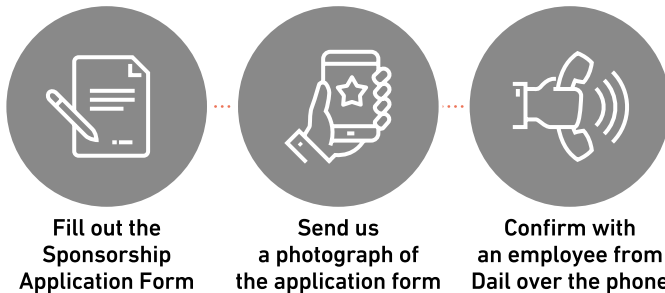 Fill out the
Sponsorship
Application Form
Send us
a photograph of
the application form
Confirm with
an employee from
Dail over the phone